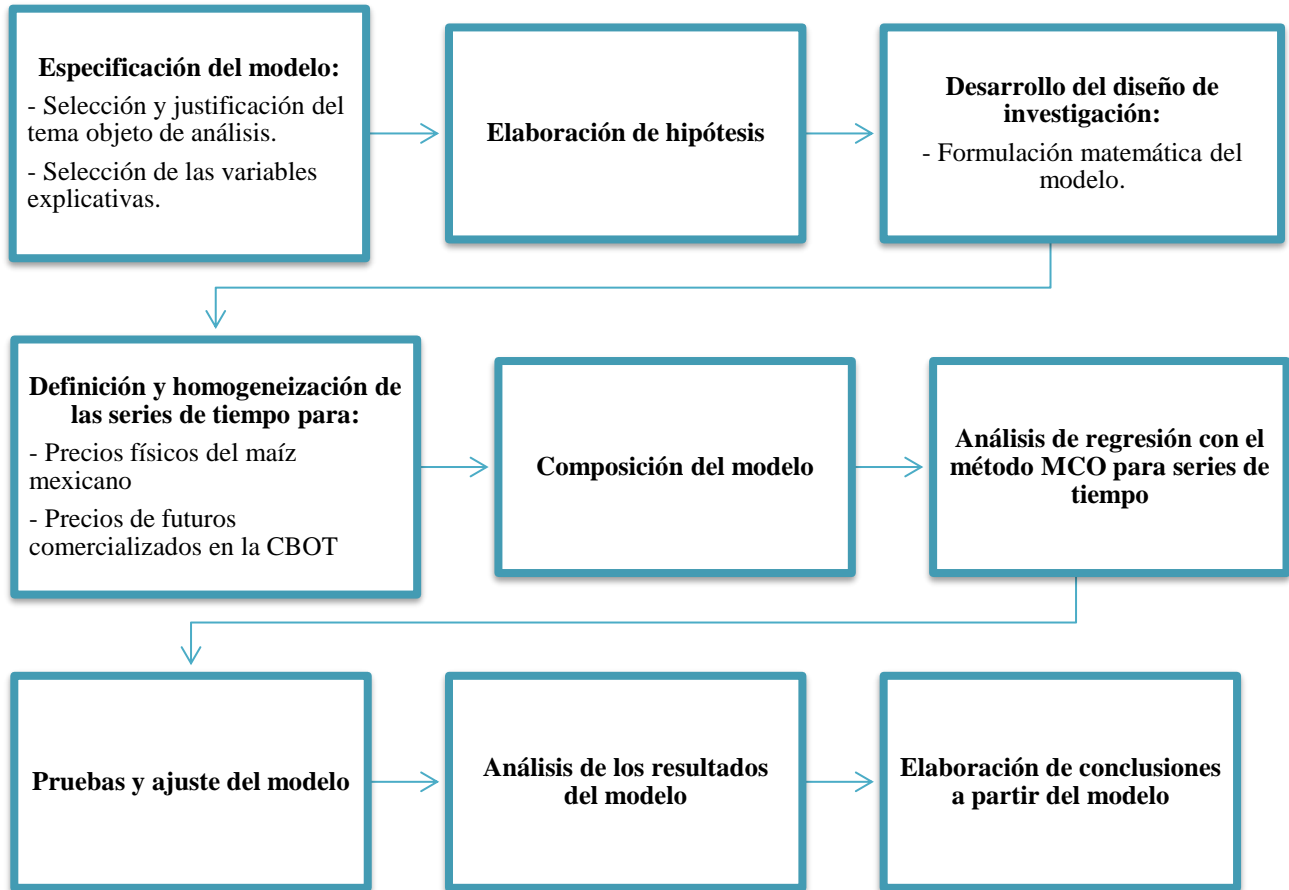 Especificación del modelo:
- Selección y justificación del
tema objeto de análisis.
- Selección de las variables
explicativas.
Elaboración de hipótesis
Desarrollo del diseño de
investigación:
- Formulación matemática del
modelo.
Definición y homogeneización de
las series de tiempo para:
- Precios físicos del maíz
mexicano
- Precios de futuros
comercializados en la CBOT
Composición del modelo
Análisis de regresión con el
método MCO para series de
tiempo
Pruebas y ajuste del modelo
Análisis de los resultados
del modelo
Elaboración de conclusiones
a partir del modelo